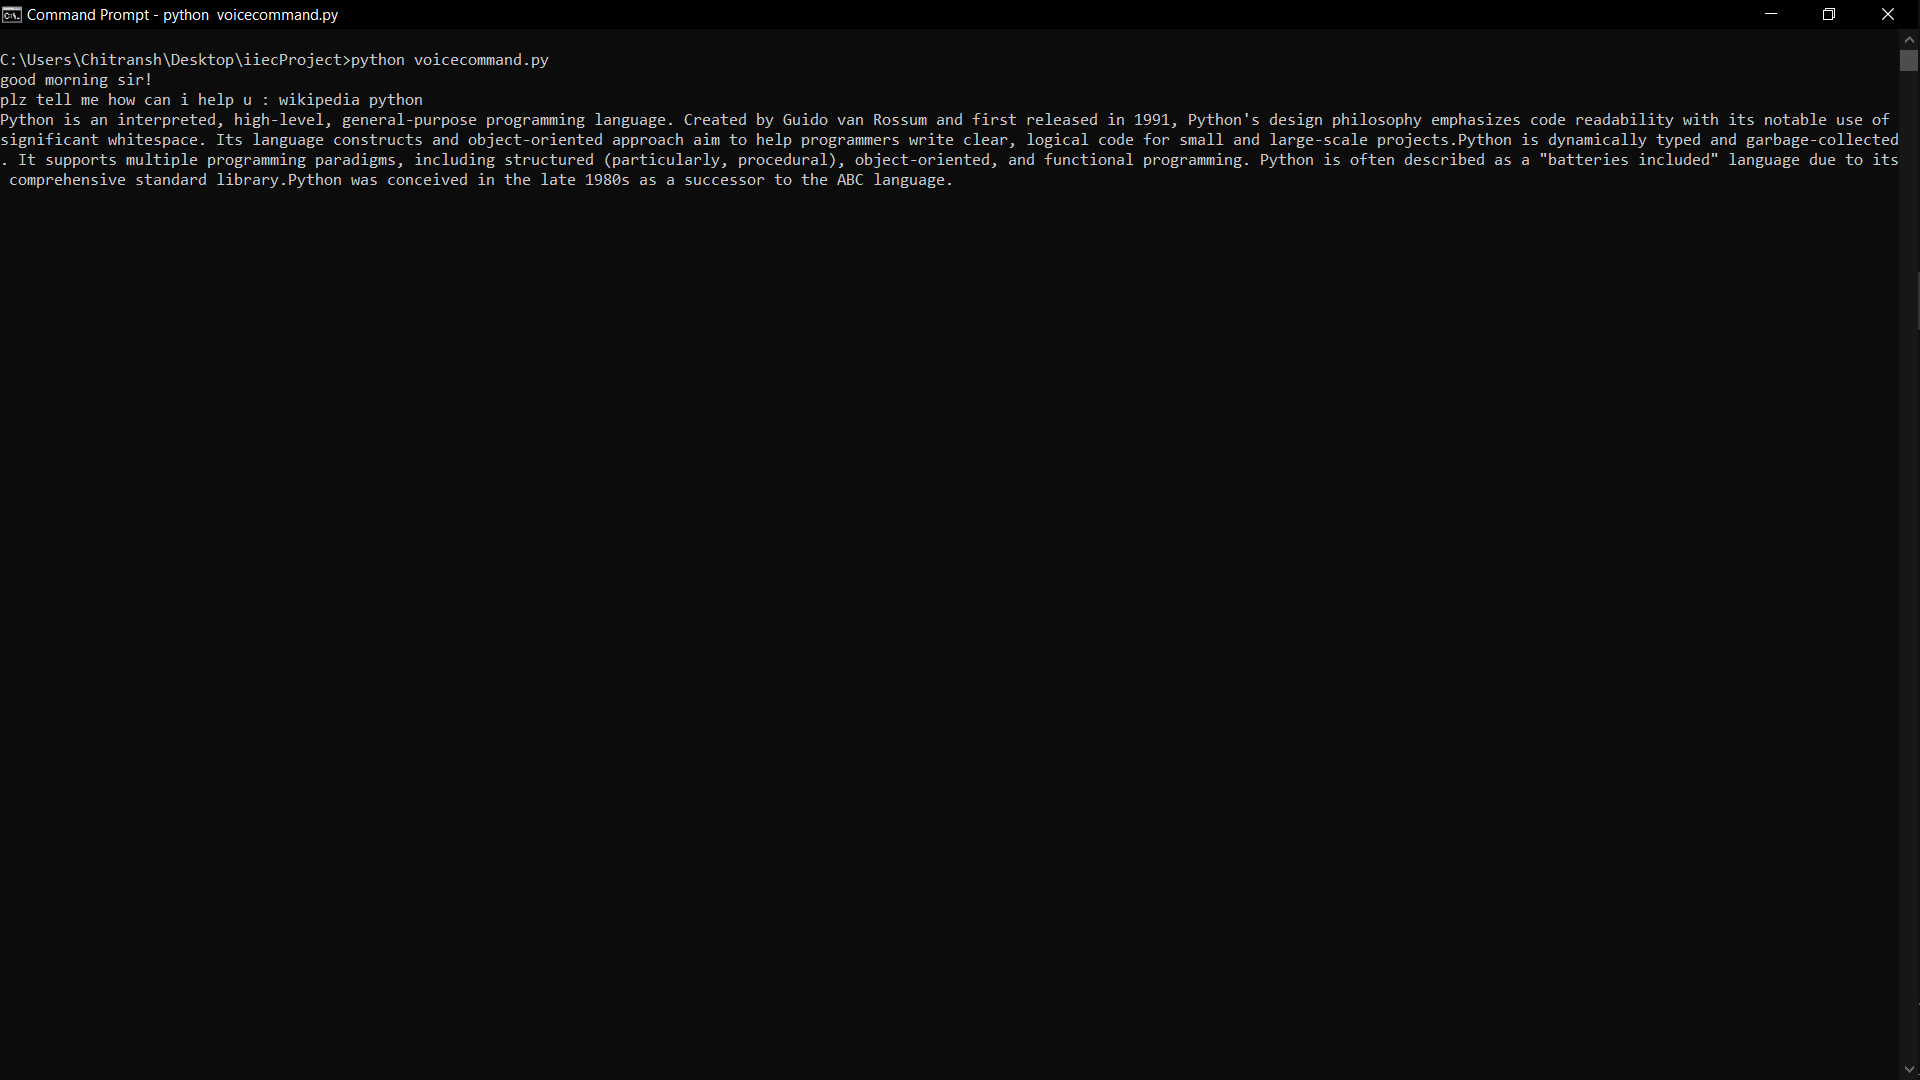 Command Prompt - python  voicecommand.py
C:\Users\Chitransh\Desktop\iiecProject>python voicecommand.py
good morning sir!
plz tell me how can i help u : wikipedia python
Python is an interpreted, high-level, general-purpose programming language. Created by Guido van Rossum and first released in 1991, Python's design philosophy emphasizes code readability with its notable use of
significant whitespace. Its language constructs and object-oriented approach aim to help programmers write clear, logical code for small and large-scale projects.Python is dynamically typed and garbage-collected
. It supports multiple programming paradigms, including structured (particularly, procedural), object-oriented, and functional programming. Python is often described as a "batteries included" language due to its
 comprehensive standard library.Python was conceived in the late 1980s as a successor to the ABC language.